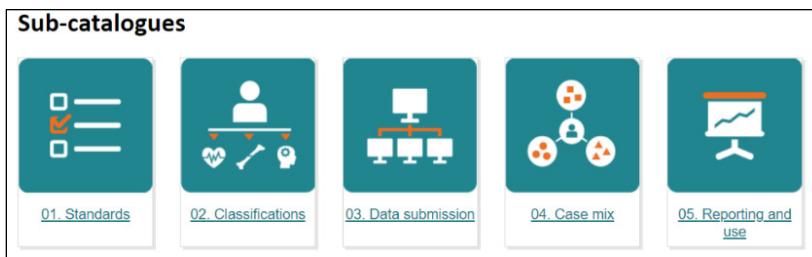 Sub-catalogues
01. Standards
02. Classifications
03. Data submission
04. Case mix
05. Reporting and
use